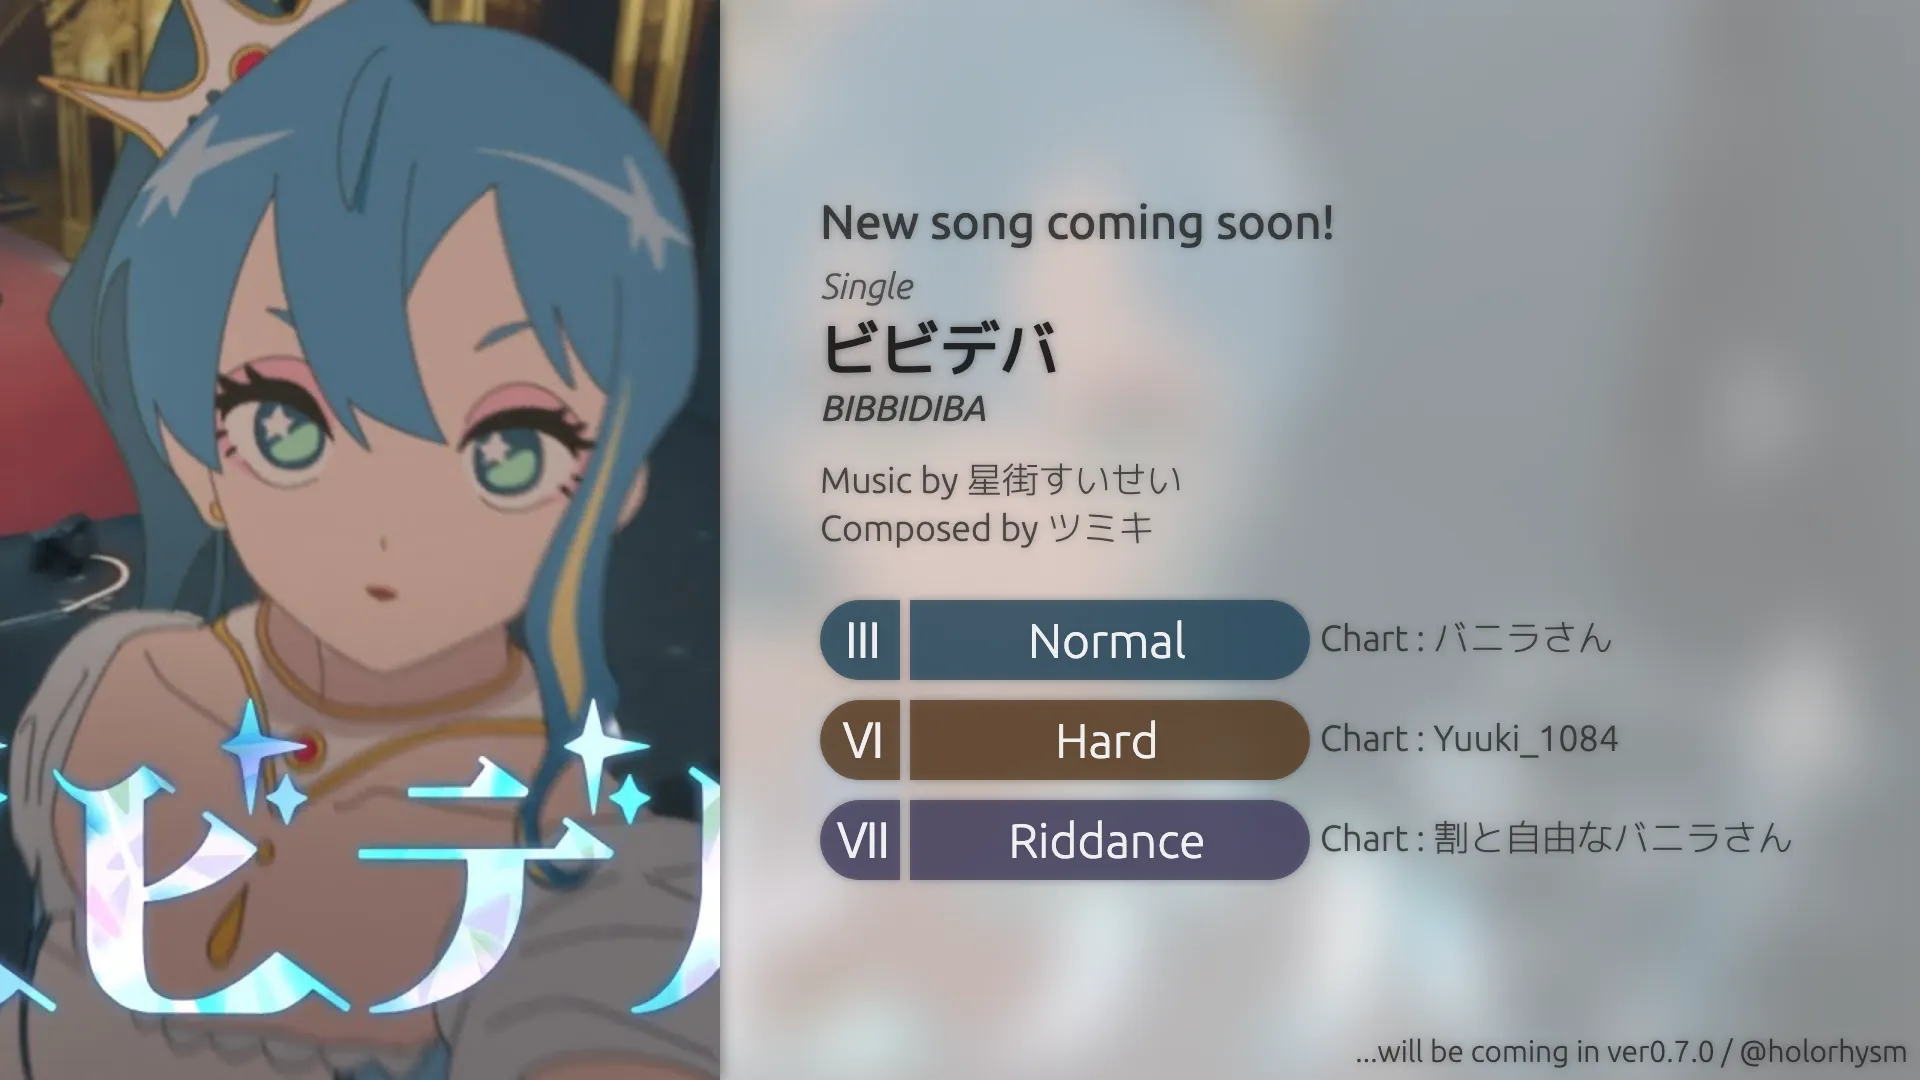 ビデバ
New song coming soon!
Single
ビビデバ
BIBBIDIBA
Music by 星街すいせい
Composed by ツミキ
III Normal Chart : バニラさん
VI Hard Chart : Yuuki_1084
VII Riddance Chart : 割と自由なバニラさん
...will be coming in ver0.7.0 / @holorhysm